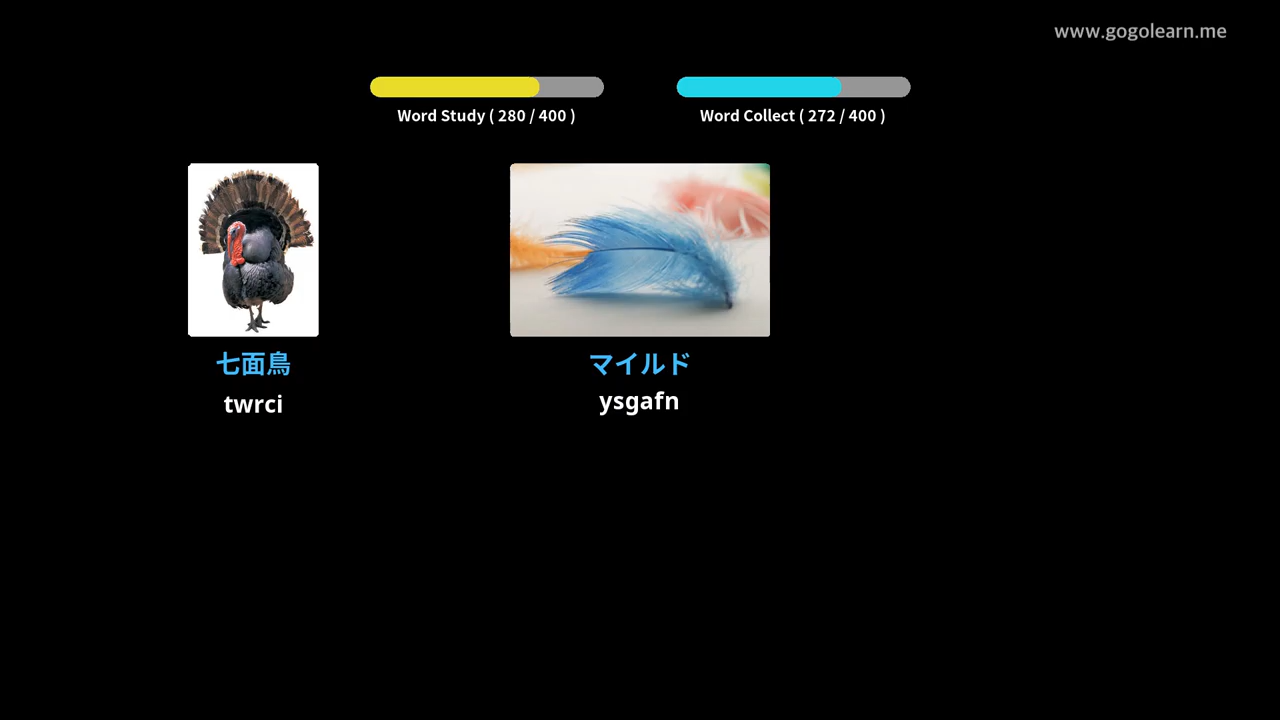 www.gogolearn.me
Word Study ( 280 / 400 )
Word Collect ( 272 / 400 )
七面鳥
twrci
マイルド
ysgafn